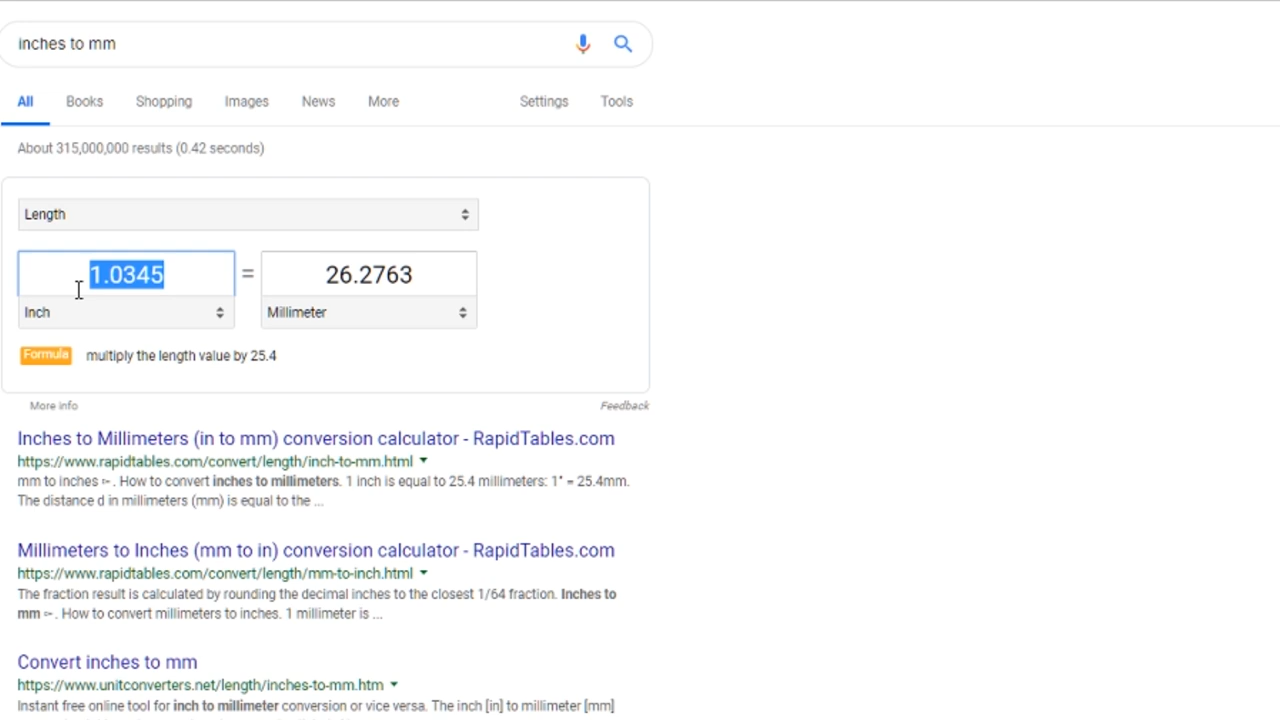 inches to mm
All Books Shopping Images News More Settings Tools
About 315,000,000 results (0.42 seconds)
Length
1.0345 = 26.2763
Inch Millimeter
Formula multiply the length value by 25.4
More info Feedback
Inches to Millimeters (in to mm) conversion calculator - RapidTables.com
https://www.rapidtables.com/convert/length/inch-to-mm.html
mm to inches ►. How to convert inches to millimeters. 1 inch is equal to 25.4 millimeters: 1″ = 25.4mm.
The distance d in millimeters (mm) is equal to the ...
Millimeters to Inches (mm to in) conversion calculator - RapidTables.com
https://www.rapidtables.com/convert/length/mm-to-inch.html
The fraction result is calculated by rounding the decimal inches to the closest 1/64 fraction. Inches to
mm ►. How to convert millimeters to inches. 1 millimeter is ...
Convert inches to mm
https://www.unitconverters.net/length/inches-to-mm.htm
Instant free online tool for inch to millimeter conversion or vice versa. The inch [in] to millimeter [mm]